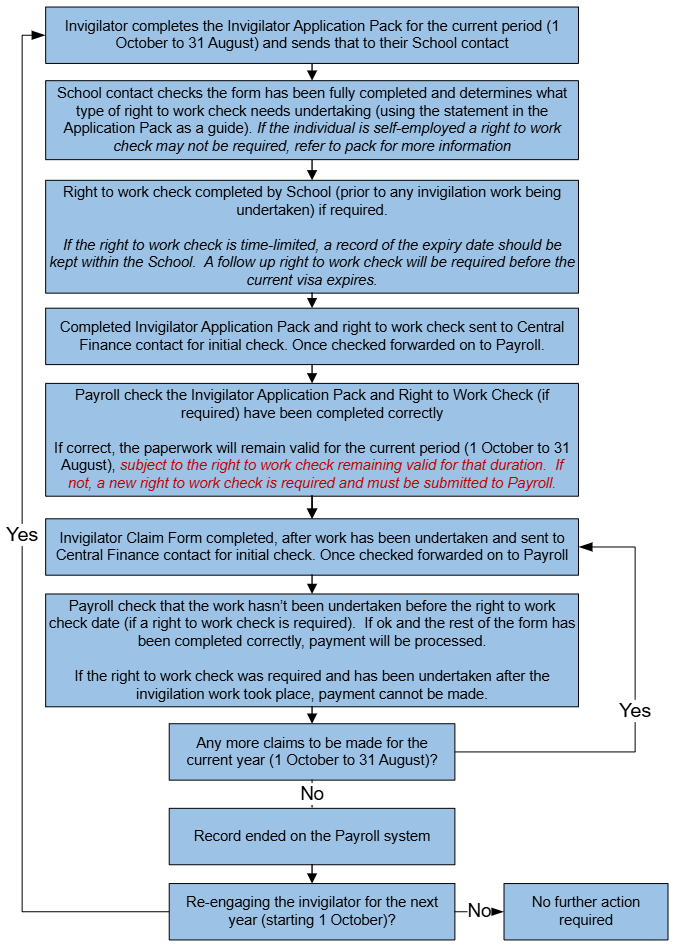 Invigilator completes the Invigilator Application Pack for the current period (1
October to 31 August) and sends that to their School contact
School contact checks the form has been fully completed and determines what
type of right to work check needs undertaking (using the statement in the
Application Pack as a guide). If the individual is self-employed a right to work
check may not be required, refer to pack for more information
Right to work check completed by School (prior to any invigilation work being
undertaken) if required.
If the right to work check is time-limited, a record of the expiry date should be
kept within the School.  A follow up right to work check will be required before the
current visa expires.
Completed Invigilator Application Pack and right to work check sent to Central
Finance contact for initial check. Once checked forwarded on to Payroll.
Payroll check the Invigilator Application Pack and Right to Work Check (if
required) have been completed correctly
If correct, the paperwork will remain valid for the current period (1 October to 31
August), subject to the right to work check remaining valid for that duration.  If
not, a new right to work check is required and must be submitted to Payroll.
Yes
Invigilator Claim Form completed, after work has been undertaken and sent to
Central Finance contact for initial check. Once checked forwarded on to Payroll
Payroll check that the work hasn't been undertaken before the right to work
check date (if a right to work check is required).  If ok and the rest of the form has
been completed correctly, payment will be processed.
If the right to work check was required and has been undertaken after the
invigilation work took place, payment cannot be made.
Yes
Any more claims to be made for the
current year (1 October to 31 August)?
No
Record ended on the Payroll system
Re-engaging the invigilator for the next
year (starting 1 October)?
No
No further action
required